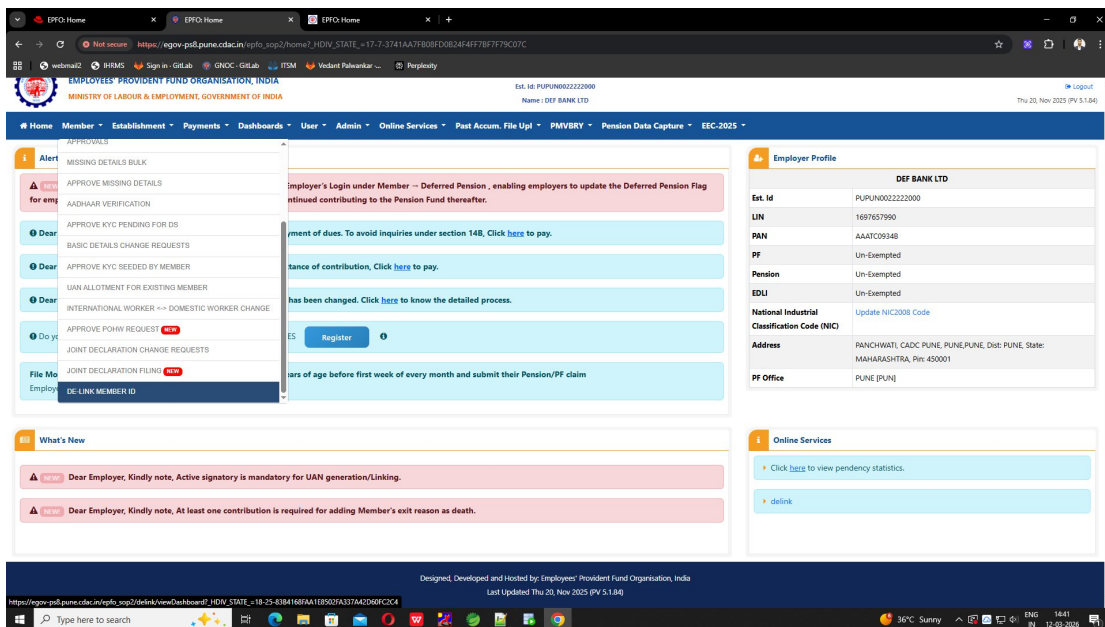 EPFO: Home
EPFO: Home
EPFO: Home
Not secure https://egov-ps8.pune.cdac.in/epfo_sop2/home?_HDIV_STATE_=17-7-3741AA7FB08FD0B24F4FF7BF7F79C07C
webmail2 IHRMS Sign in · GitLab GNOC · GitLab ITSM Vedant Palwankar -... Perplexity
EMPLOYEES' PROVIDENT FUND ORGANISATION, INDIA
MINISTRY OF LABOUR & EMPLOYMENT, GOVERNMENT OF INDIA
Est. Id: PUPUN0022222000
Name : DEF BANK LTD
Logout
Thu 20, Nov 2025 (PV 5.1.84)
Home Member Establishment Payments Dashboards User Admin Online Services Past Accum. File Upl PMVBRY Pension Data Capture EEC-2025
APPROVALS
MISSING DETAILS BULK
APPROVE MISSING DETAILS
AADHAAR VERIFICATION
APPROVE KYC PENDING FOR DS
BASIC DETAILS CHANGE REQUESTS
APPROVE KYC SEEDED BY MEMBER
UAN ALLOTMENT FOR EXISTING MEMBER
INTERNATIONAL WORKER <-> DOMESTIC WORKER CHANGE
APPROVE POHW REQUEST NEW
JOINT DECLARATION CHANGE REQUESTS
JOINT DECLARATION FILING NEW
DE-LINK MEMBER ID
Alert
NEW Employer's Login under Member → Deferred Pension , enabling employers to update the Deferred Pension Flag
for emp ntinued contributing to the Pension Fund thereafter.
Dear yment of dues. To avoid inquiries under section 14B, Click here to pay.
Dear ttance of contribution, Click here to pay.
Dear has been changed. Click here to know the detailed process.
Do yo ES Register
File Mo ears of age before first week of every month and submit their Pension/PF claim
Employe
Employer Profile
DEF BANK LTD
Est. Id PUPUN0022222000
LIN 1697657990
PAN AAATC0934B
PF Un-Exempted
Pension Un-Exempted
EDLI Un-Exempted
National Industrial Classification Code (NIC) Update NIC2008 Code
Address PANCHWATI, CADC PUNE, PUNE,PUNE, Dist: PUNE, State:
MAHARASHTRA, Pin: 450001
PF Office PUNE [PUN]
What's New
NEW! Dear Employer, Kindly note, Active signatory is mandatory for UAN generation/Linking.
NEW! Dear Employer, Kindly note, At least one contribution is required for adding Member's exit reason as death.
Online Services
Click here to view pendency statistics.
delink
Designed, Developed and Hosted by: Employees' Provident Fund Organisation, India
Last Updated Thu 20, Nov 2025 (PV 5.1.84)
https://egov-ps8.pune.cdac.in/epfo_sop2/delink/viewDashboard?_HDIV_STATE_=18-25-8384168FAA1E8502FA337A42D60FC2C4
Type here to search
36°C Sunny
ENG
IN
14:41
12-03-2026